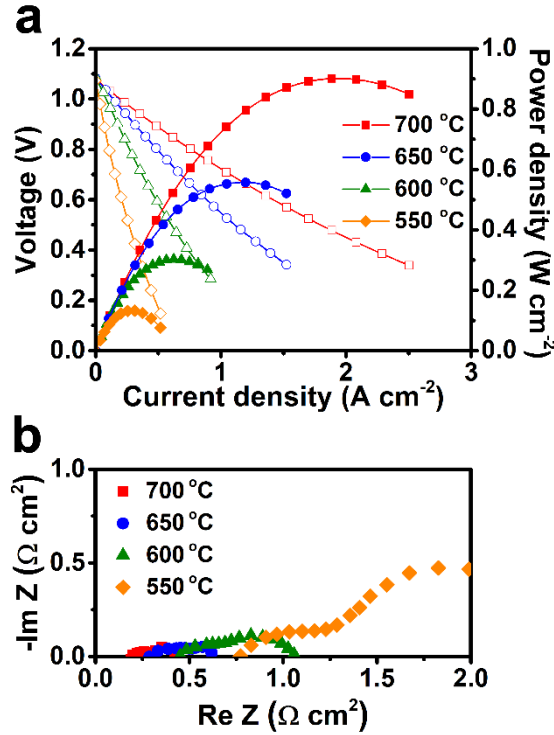 a
Voltage (V)
1.2
1.0
0.8
0.6
0.4
0.2
0.0
Power density (W cm-2)
1.0
0.8
0.6
0.4
0.2
0.0
700 °C
650 °C
600 °C
550 °C
0 1 2 3
Current density (A cm-2)
b
-Im Z (Ω cm2)
1.0
0.5
0.0
700 °C
650 °C
600 °C
550 °C
0.0 0.5 1.0 1.5 2.0
Re Z (Ω cm2)